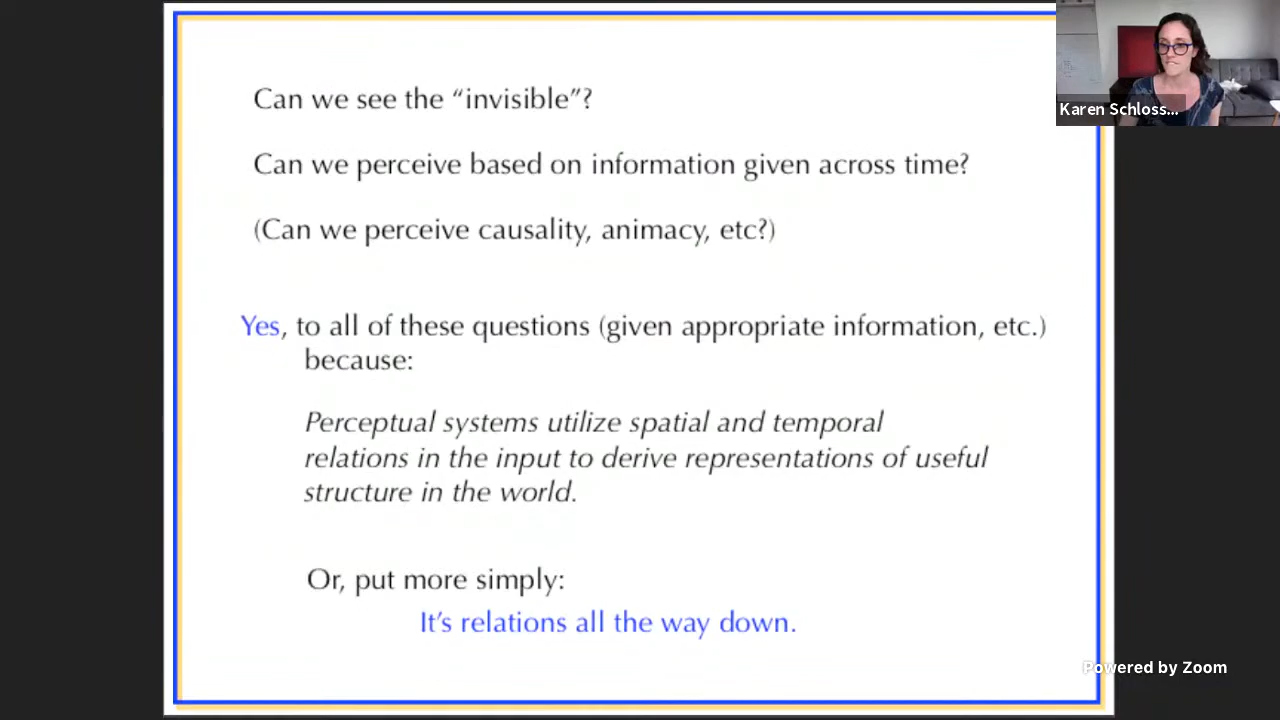 Can we see the “invisible”?
Can we perceive based on information given across time?
(Can we perceive causality, animacy, etc?)
Yes, to all of these questions (given appropriate information, etc.)
because:
Perceptual systems utilize spatial and temporal
relations in the input to derive representations of useful
structure in the world.
Or, put more simply:
It’s relations all the way down.
Karen Schloss...
Powered by Zoom